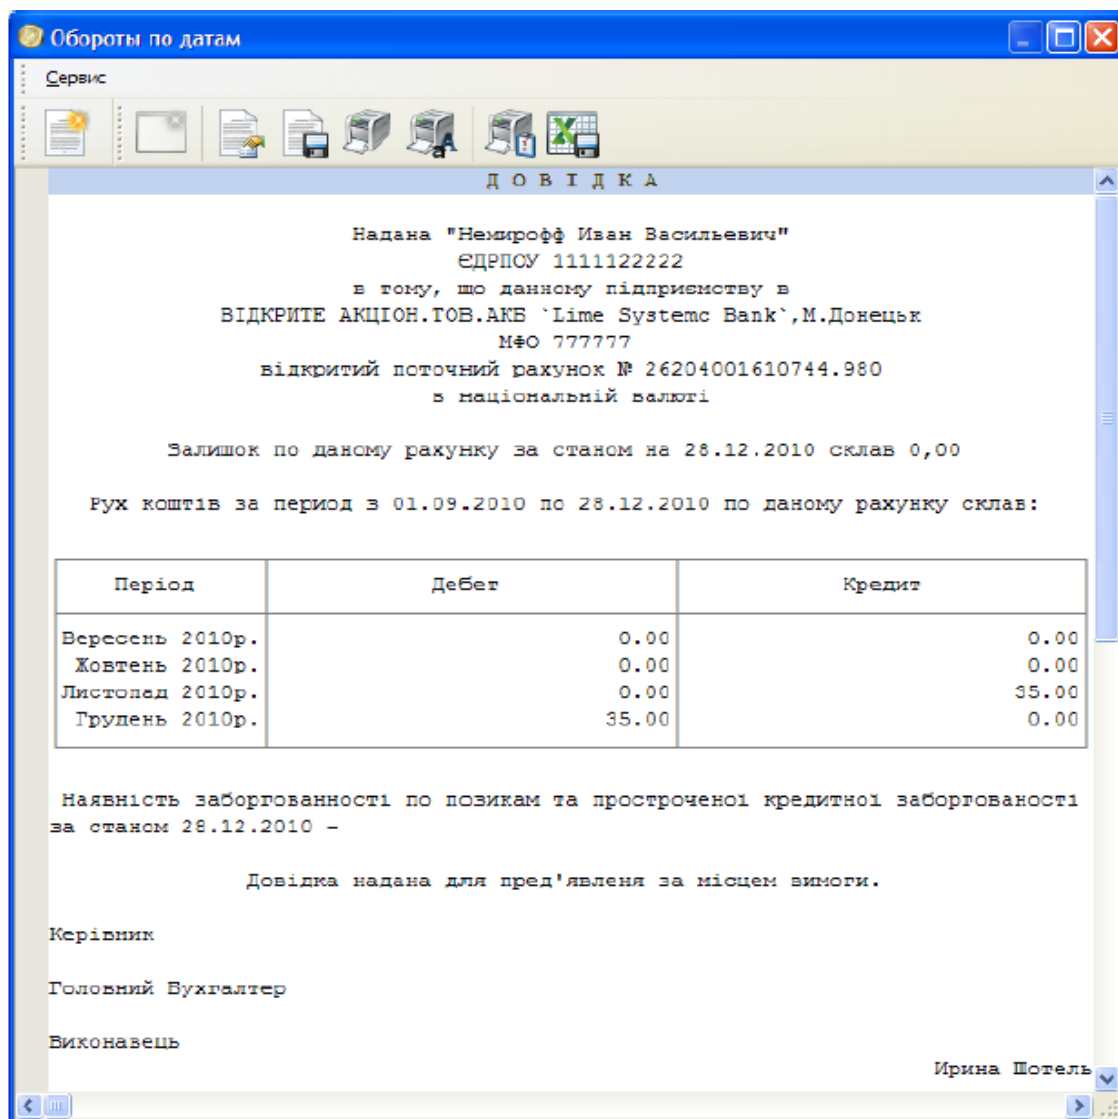 Обороты по датам
Сервис
Д О В І Д К А
Надана "Немирофф Иван Васильевич"
ЄДРПОУ 1111122222
в тому, що данному підприємству в
ВІДКРИТЕ АКЦІОН.ТОВ.АКБ `Lime Systemc Bank`,М.Донецьк
МФО 777777
відкритий поточний рахунок № 26204001610744.980
в національній валюті
Залишок по даному рахунку за станом на 28.12.2010 склав 0,00
Рух коштів за период з 01.09.2010 по 28.12.2010 по даному рахунку склав:
Період Дебет Кредит
Вересень 2010р. 0.00 0.00
Жовтень 2010р. 0.00 0.00
Листопад 2010р. 0.00 35.00
Грудень 2010р. 35.00 0.00
Наявність заборгованності по позикам та простроченої кредитної заборгованості
за станом 28.12.2010 -
Довідка надана для пред'явленя за місцем вимоги.
Керівник
Головний Бухгалтер
Виконавець
Ирина Шотель